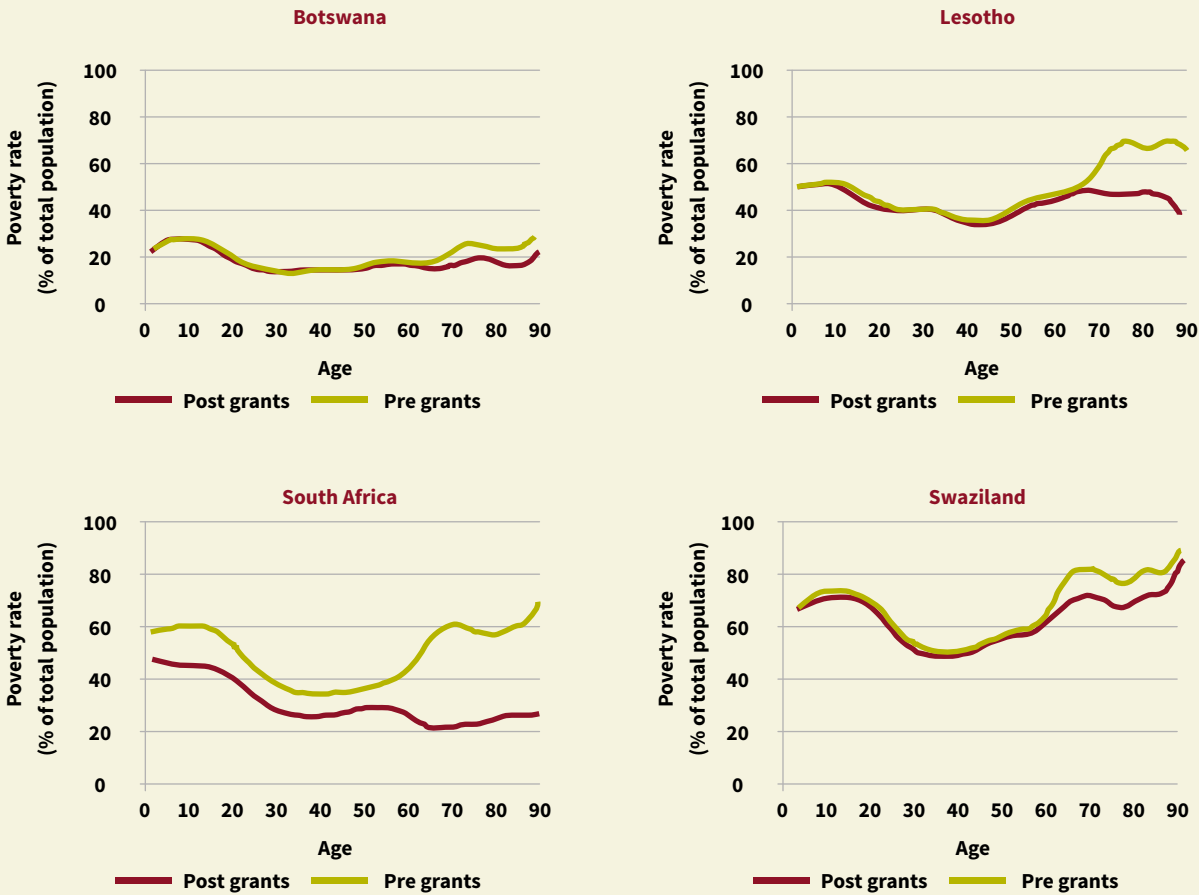 Botswana
Poverty rate
(% of total population)
100
80
60
40
20
0
0 10 20 30 40 50 60 70 80 90
Age
Post grants Pre grants
Lesotho
Poverty rate
(% of total population)
100
80
60
40
20
0
0 10 20 30 40 50 60 70 80 90
Age
Post grants Pre grants
South Africa
Poverty rate
(% of total population)
100
80
60
40
20
0
0 10 20 30 40 50 60 70 80 90
Age
Post grants Pre grants
Swaziland
Poverty rate
(% of total population)
100
80
60
40
20
0
0 10 20 30 40 50 60 70 80 90
Age
Post grants Pre grants